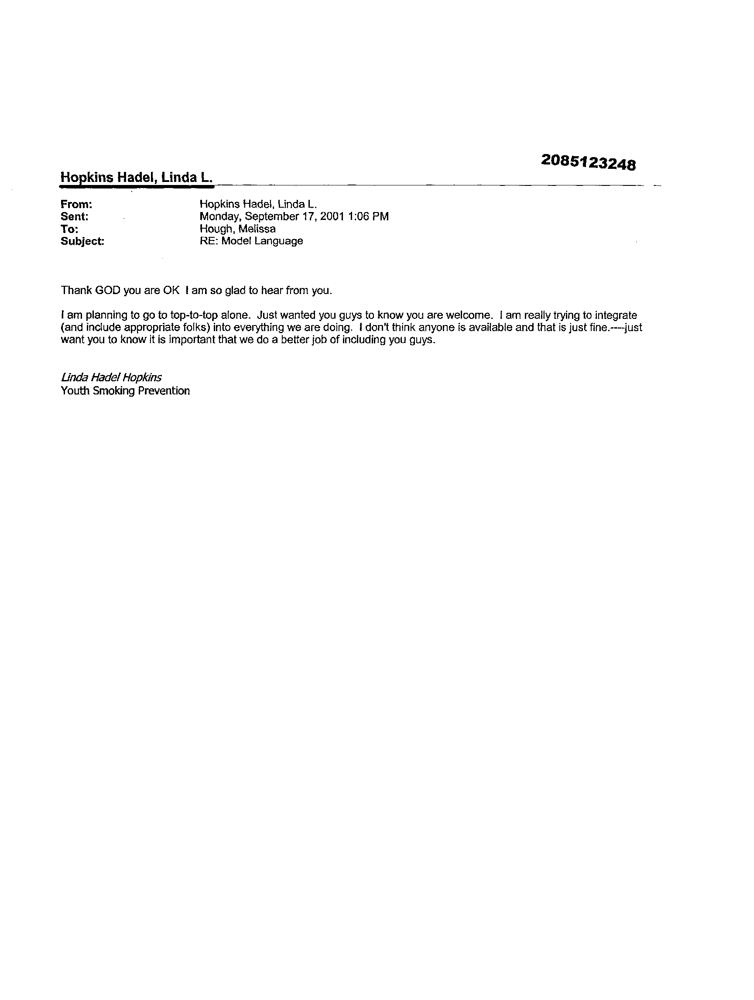 2085123248
Hopkins Hadel, Linda L.
From: Hopkins Hadel, Linda L.
Sent: Monday, September 17, 2001 1:06 PM
To: Hough, Melissa
Subject: RE: Model Language
Thank GOD you are OK  I am so glad to hear from you.
I am planning to go to top-to-top alone.  Just wanted you guys to know you are welcome.  I am really trying to integrate
(and include appropriate folks) into everything we are doing.  I don't think anyone is available and that is just fine.----just
want you to know it is important that we do a better job of including you guys.
Linda Hadel Hopkins
Youth Smoking Prevention